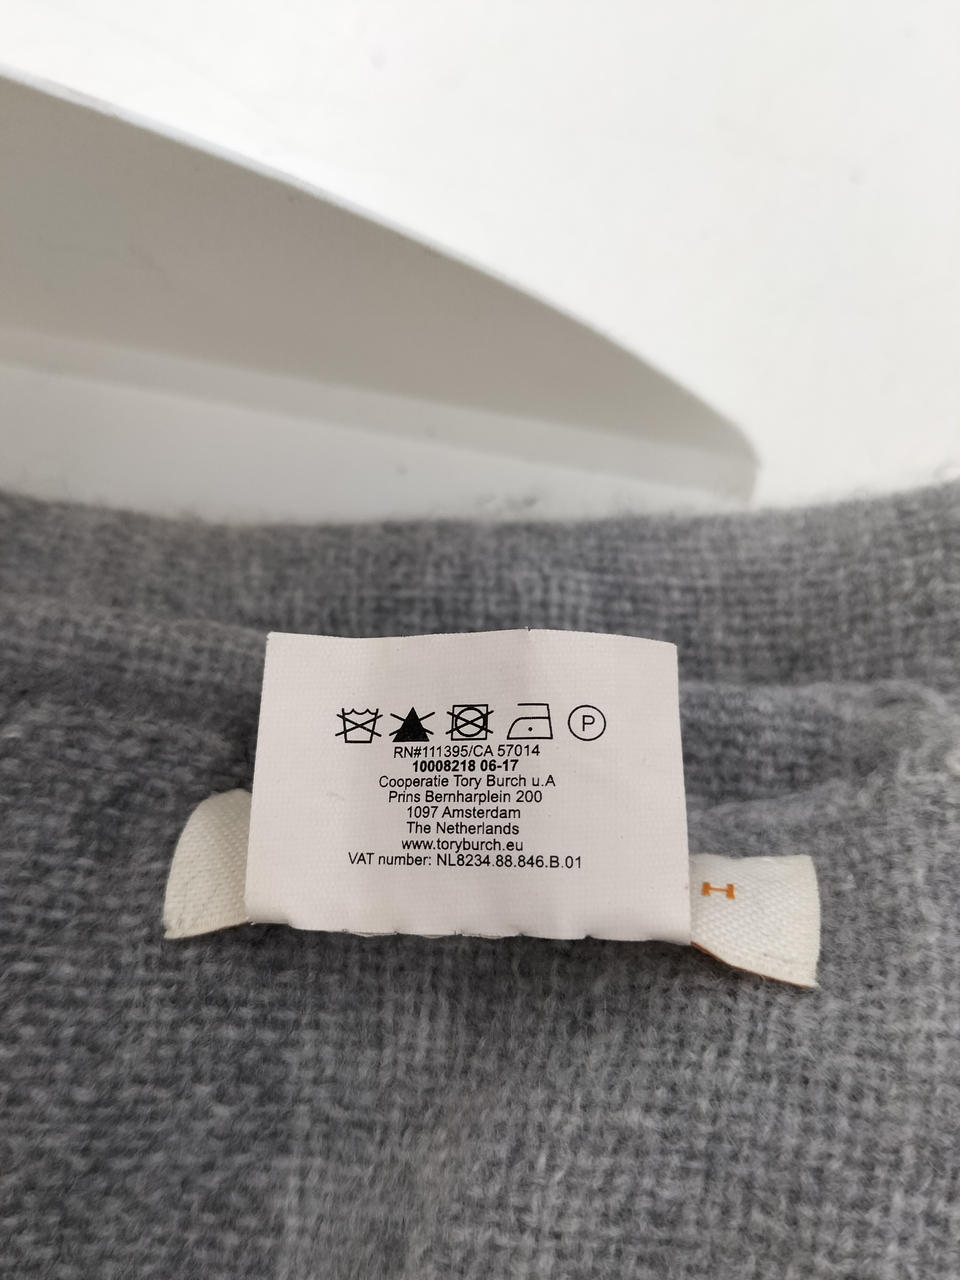 P
RN#111395/CA 57014
10008218 06-17
Cooperatie Tory Burch u.A
Prins Bernharplein 200
1097 Amsterdam
The Netherlands
www.toryburch.eu
VAT number: NL8234.88.846.B.01